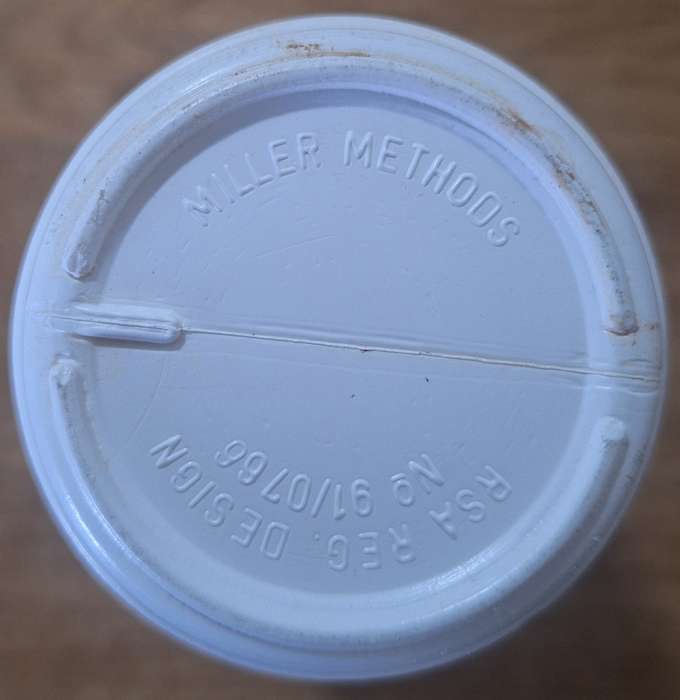 MILLER METHODS
RSA REG. DESIGN
No 91/0766